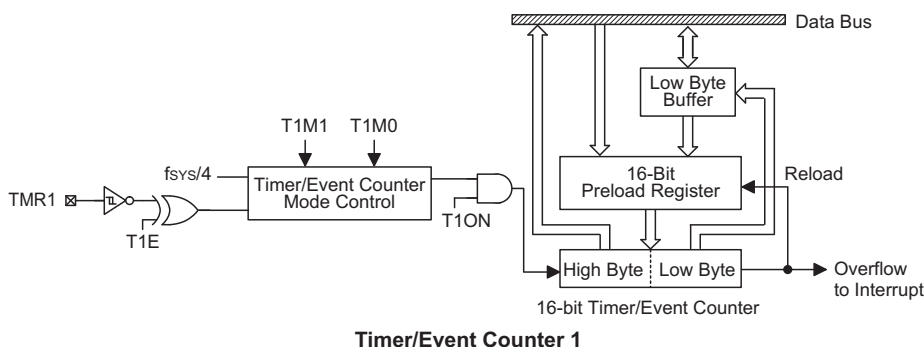 Data Bus
Low Byte
Buffer
T1M1
T1M0
fSYS/4
Timer/Event Counter
Mode Control
16-Bit
Preload Register
Reload
TMR1
T1E
T1ON
High Byte
Low Byte
Overflow
to Interrupt
16-bit Timer/Event Counter
Timer/Event Counter 1